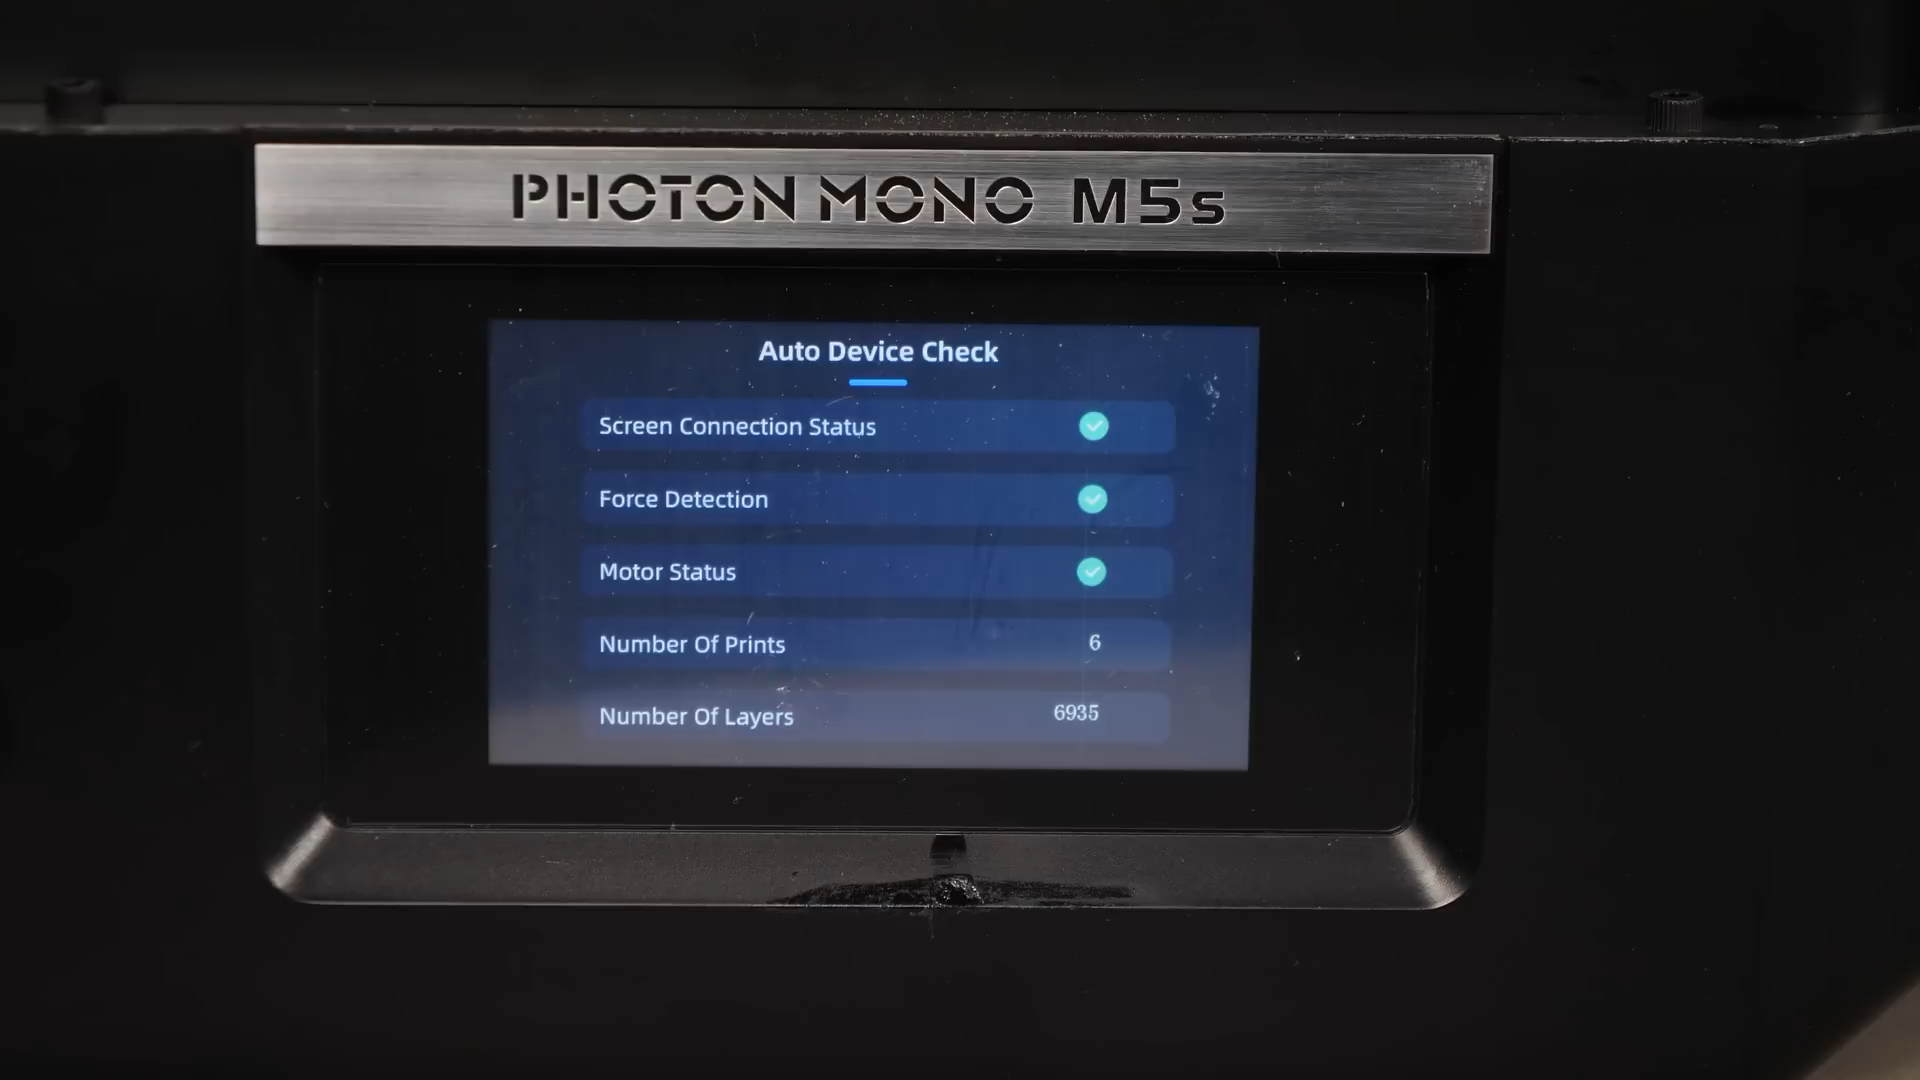 PHOTON MONO M5s
Auto Device Check
Screen Connection Status
Force Detection
Motor Status
Number Of Prints 6
Number Of Layers 6935